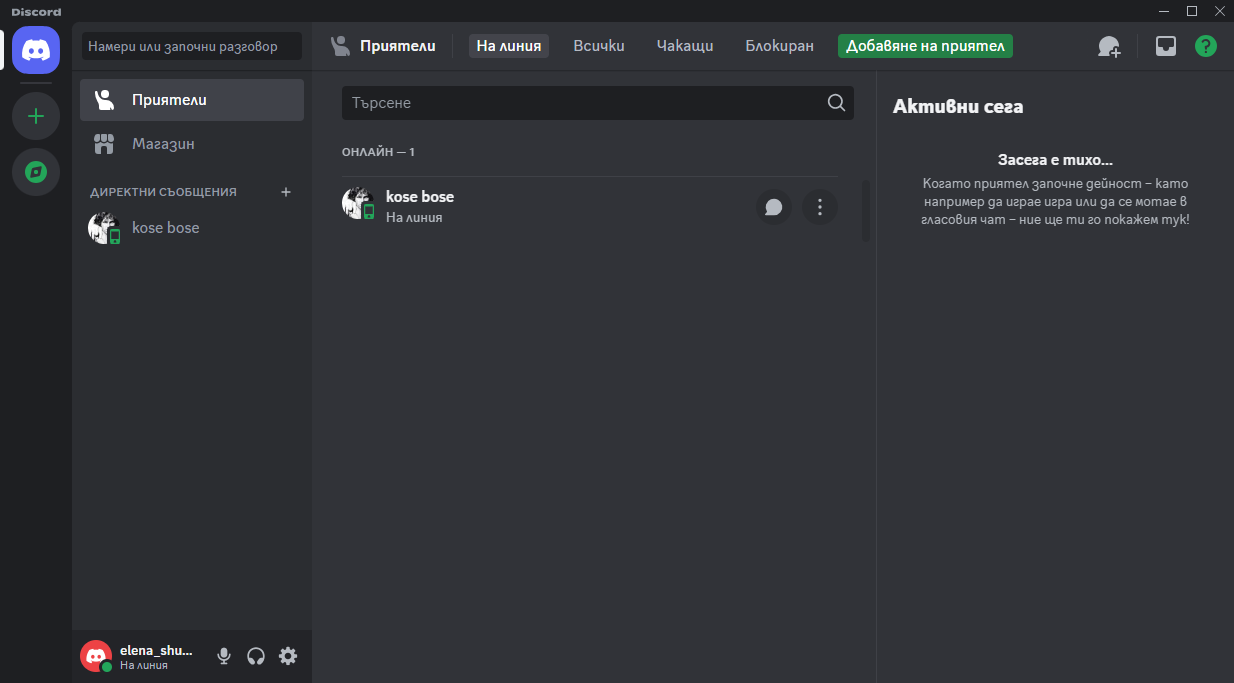 Discord
Намери или започни разговор
Приятели
Магазин
ДИРЕКТНИ СЪОБЩЕНИЯ
kose bose
elena_shu...
На линия
Приятели
На линия
Всички
Чакащи
Блокиран
Добавяне на приятел
Търсене
ОНЛАЙН — 1
kose bose
На линия
Активни сега
Засега е тихо...
Когато приятел започне дейност – като
например да играе игра или да се мотае в
гласовия чат – ние ще ти го покажем тук!